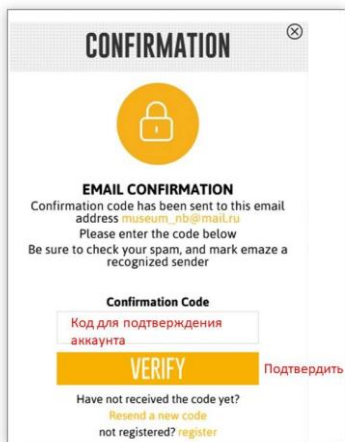 CONFIRMATION
EMAIL CONFIRMATION
Confirmation code has been sent to this email
address museum_nb@mail.ru
Please enter the code below
Be sure to check your spam, and mark emaze a
recognized sender
Confirmation Code
Код для подтверждения
аккаунта
VERIFY Подтвердить
Have not received the code yet?
Resend a new code
not registered? register